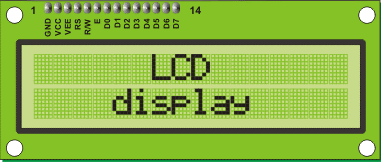 1 14
GND VCC VEE RS R/W E D0 D1 D2 D3 D4 D5 D6 D7
LCD
display